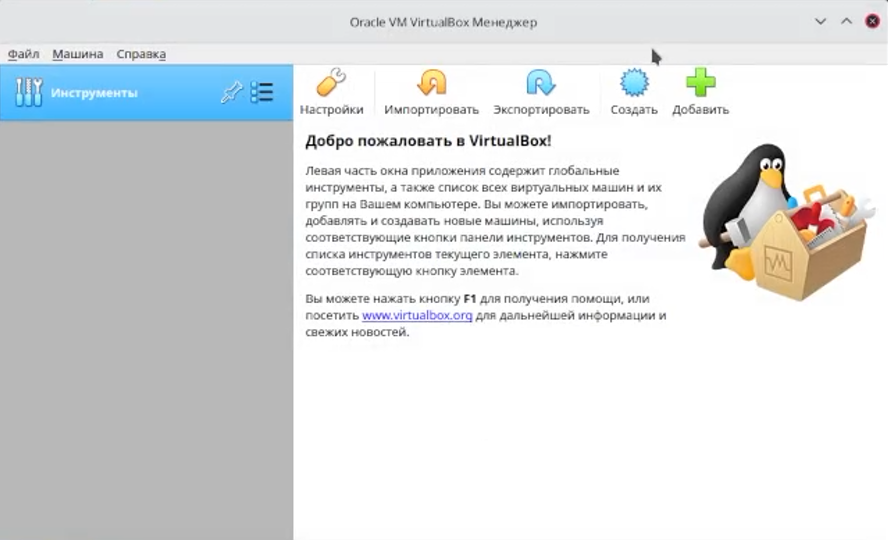 Oracle VM VirtualBox Менеджер
Файл Машина Справка
Инструменты
Настройки Импортировать Экспортировать Создать Добавить
Добро пожаловать в VirtualBox!
Левая часть окна приложения содержит глобальные
инструменты, а также список всех виртуальных машин и их
групп на Вашем компьютере. Вы можете импортировать,
добавлять и создавать новые машины, используя
соответствующие кнопки панели инструментов. Для получения
списка инструментов текущего элемента, нажмите
соответствующую кнопку элемента.
Вы можете нажать кнопку F1 для получения помощи, или
посетить www.virtualbox.org для дальнейшей информации и
свежих новостей.